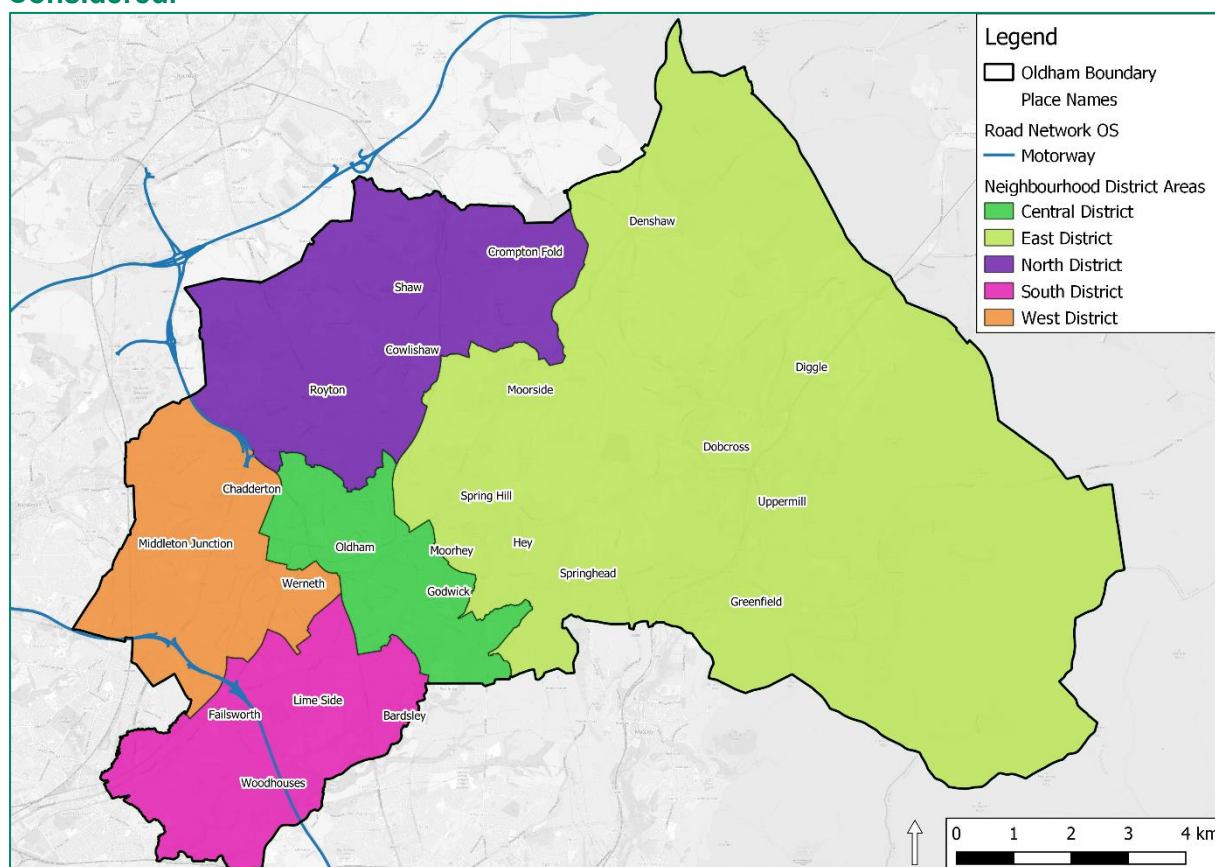 Considered.
Legend
Oldham Boundary
Place Names
Road Network OS
Motorway
Neighbourhood District Areas
Central District
East District
North District
South District
West District
Denshaw
Crompton Fold
Shaw
Cowlishaw
Diggle
Royton
Moorside
Dobcross
Chadderton
Spring Hill
Uppermill
Middleton Junction
Oldham
Moorhey
Hey
Springhead
Werneth
Godwick
Greenfield
Lime Side
Failsworth
Bardsley
Woodhouses
0 1 2 3 4 km